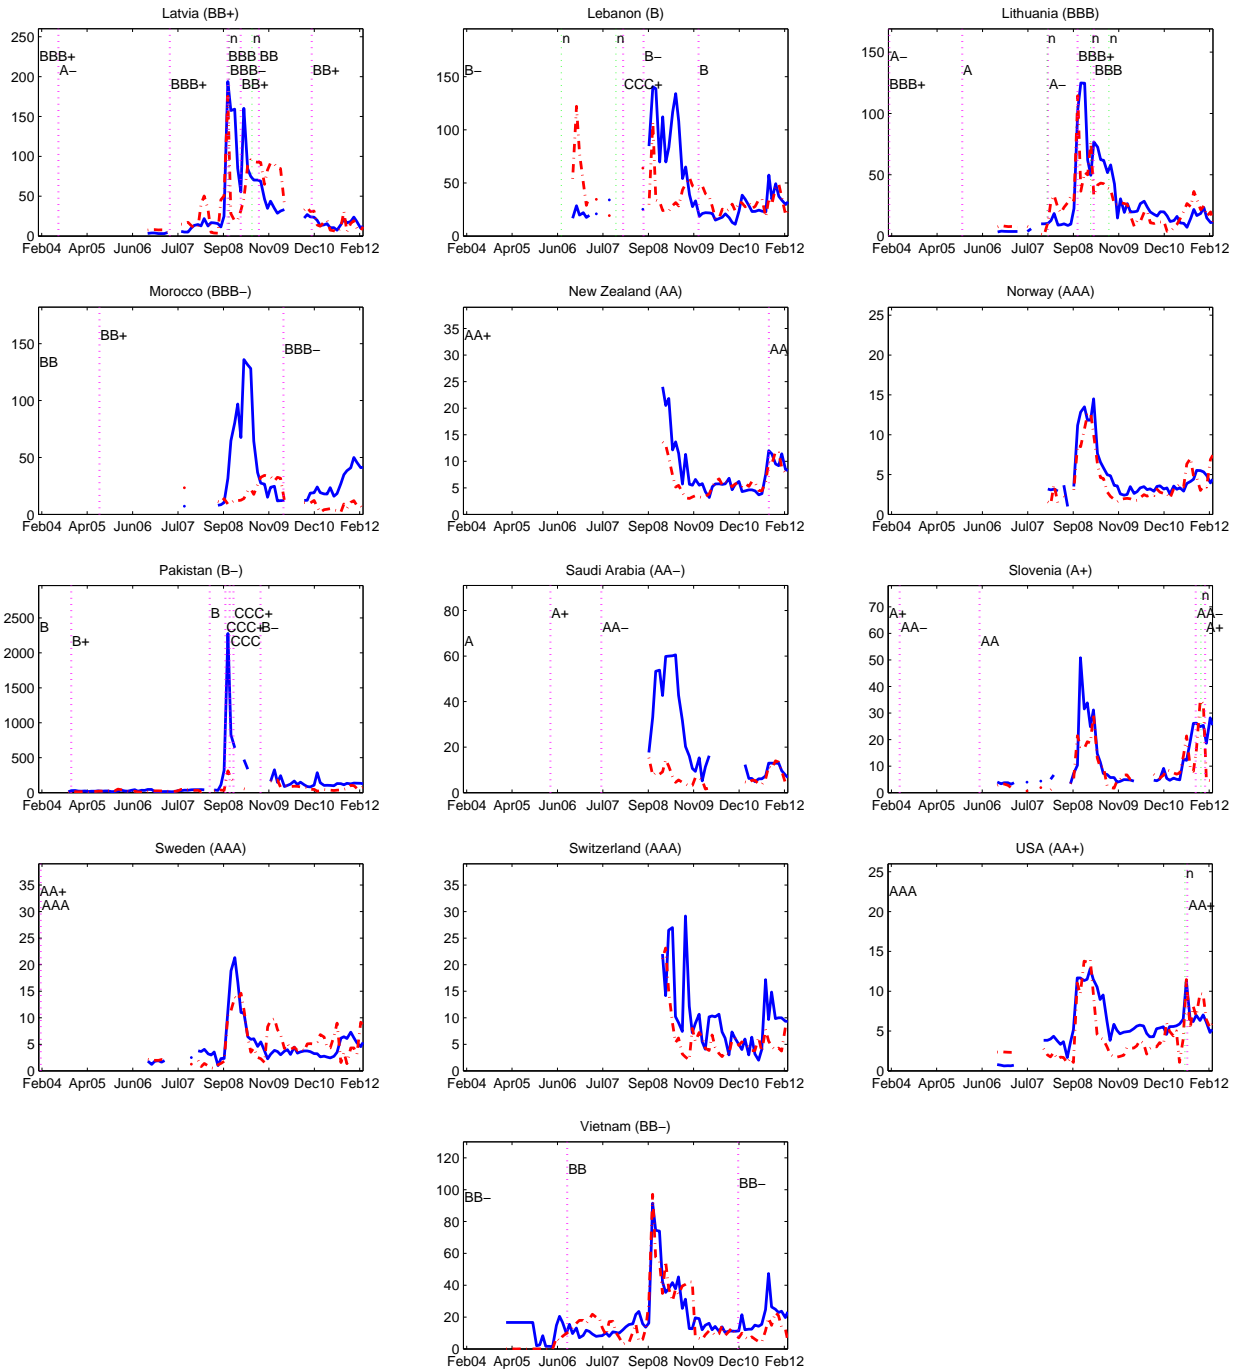 Latvia (BB+)
250
200
150
100
50
0
BBB+
A−
BBB+
n
n
BBB
BB
BBB−
BB+
BB+
Feb04 Apr05 Jun06 Jul07 Sep08 Nov09 Dec10 Feb12
Lebanon (B)
150
100
50
0
B−
n
n
B−
CCC+
B
Feb04 Apr05 Jun06 Jul07 Sep08 Nov09 Dec10 Feb12
Lithuania (BBB)
150
100
50
0
A−
BBB+
A
n
A−
n
n
BBB+
BBB
Feb04 Apr05 Jun06 Jul07 Sep08 Nov09 Dec10 Feb12
Morocco (BBB−)
150
100
50
0
BB
BB+
BBB−
Feb04 Apr05 Jun06 Jul07 Sep08 Nov09 Dec10 Feb12
New Zealand (AA)
35
30
25
20
15
10
5
0
AA+
AA
Feb04 Apr05 Jun06 Jul07 Sep08 Nov09 Dec10 Feb12
Norway (AAA)
25
20
15
10
5
0
Feb04 Apr05 Jun06 Jul07 Sep08 Nov09 Dec10 Feb12
Pakistan (B−)
2500
2000
1500
1000
500
0
B
B+
B
CCC+
CCC+
B−
CCC
Feb04 Apr05 Jun06 Jul07 Sep08 Nov09 Dec10 Feb12
Saudi Arabia (AA−)
80
60
40
20
0
A
A+
AA−
Feb04 Apr05 Jun06 Jul07 Sep08 Nov09 Dec10 Feb12
Slovenia (A+)
70
60
50
40
30
20
10
0
A+
AA−
AA
n
AA−
A+
Feb04 Apr05 Jun06 Jul07 Sep08 Nov09 Dec10 Feb12
Sweden (AAA)
35
30
25
20
15
10
5
0
AA+
AAA
Feb04 Apr05 Jun06 Jul07 Sep08 Nov09 Dec10 Feb12
Switzerland (AAA)
35
30
25
20
15
10
5
0
Feb04 Apr05 Jun06 Jul07 Sep08 Nov09 Dec10 Feb12
USA (AA+)
25
20
15
10
5
0
AAA
n
AA+
Feb04 Apr05 Jun06 Jul07 Sep08 Nov09 Dec10 Feb12
Vietnam (BB−)
120
100
80
60
40
20
0
BB−
BB
BB−
Feb04 Apr05 Jun06 Jul07 Sep08 Nov09 Dec10 Feb12